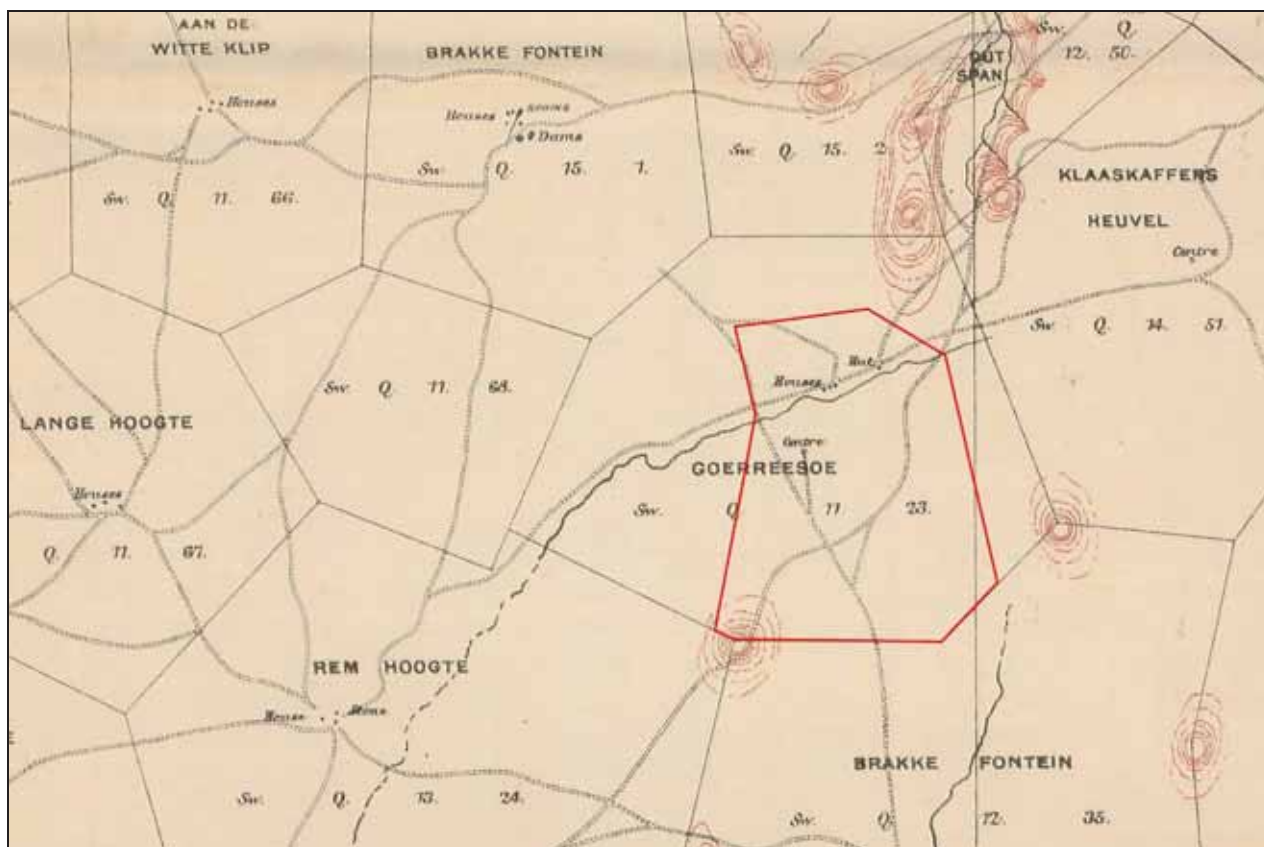 AAN DE
WITTE KLIP
BRAKKE FONTEIN
Sw. Q
12. 50.
OUT
SPAN
Houses
Houses
Dams
Sw. Q 15. 2
Sw Q 15. 1.
KLAASKAFFERS
HEUVEL
Sw. Q 11. 66.
Centre
Sw Q 14. 51.
Hut
Houses
Sw Q 11. 68.
LANGE HOOGTE
Centre
GOERREESOE
Houses
Sw. Q 11 23.
Q. 11. 67.
REM HOOGTE
House
BRAKKE FONTEIN
Sw. Q. 13. 24.
Sw. Q 12. 35.